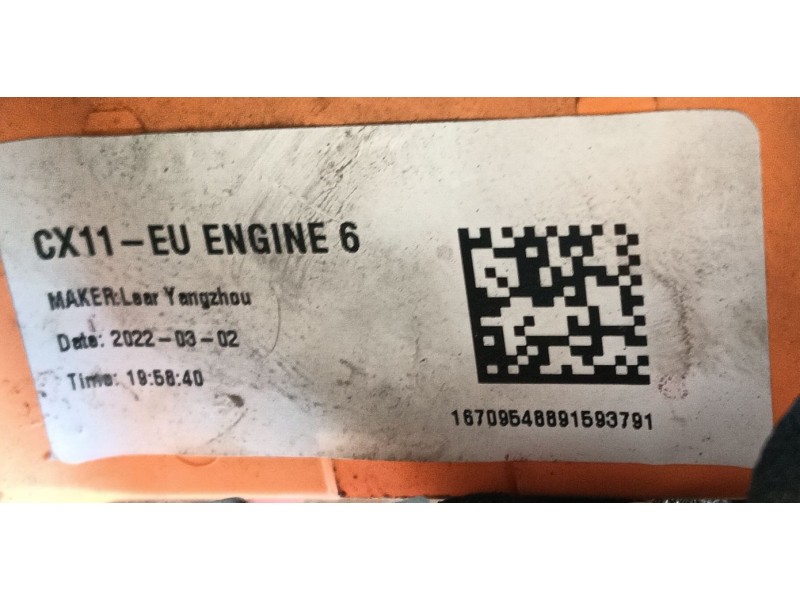 CX11-EU ENGINE 6
MAKER:Lear Yangzhou
Date: 2022-03-02
Time: 19:58:40
16709548891593791